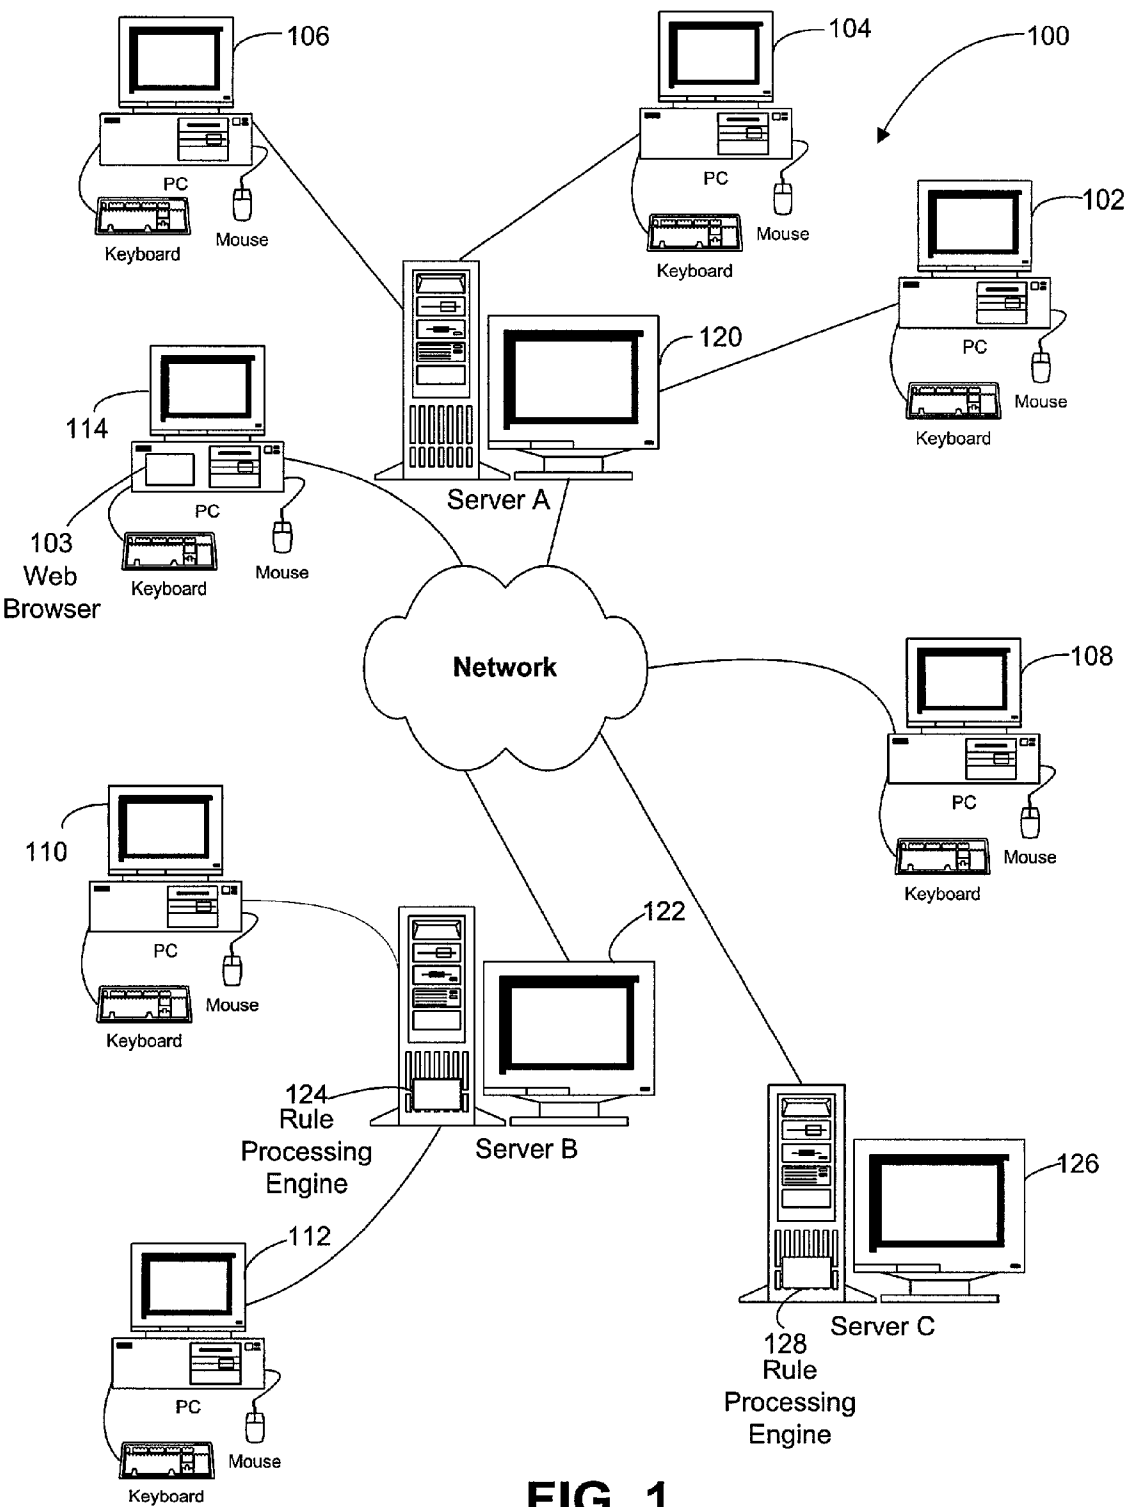 106
104
100
PC
Keyboard
Mouse
PC
Keyboard
Mouse
102
PC
Keyboard
Mouse
120
Server A
114
PC
103
Web
Browser
Keyboard
Mouse
Network
108
PC
Keyboard
Mouse
110
PC
Keyboard
Mouse
122
124
Rule
Processing
Engine
Server B
126
Server C
128
Rule
Processing
Engine
112
PC
Keyboard
Mouse
FIG. 1